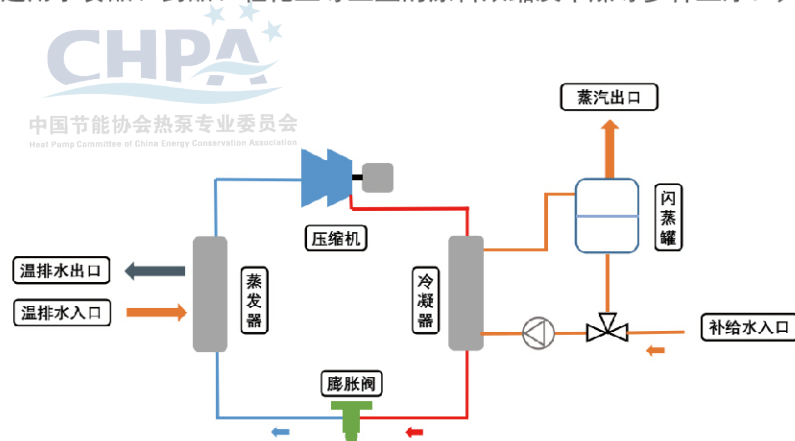 CHPA
中国节能协会热泵专业委员会
Heat Pump Committee of China Energy Conservation Association
蒸汽出口
闪蒸罐
压缩机
温排水出口
蒸发器
冷凝器
温排水入口
补给水入口
膨胀阀